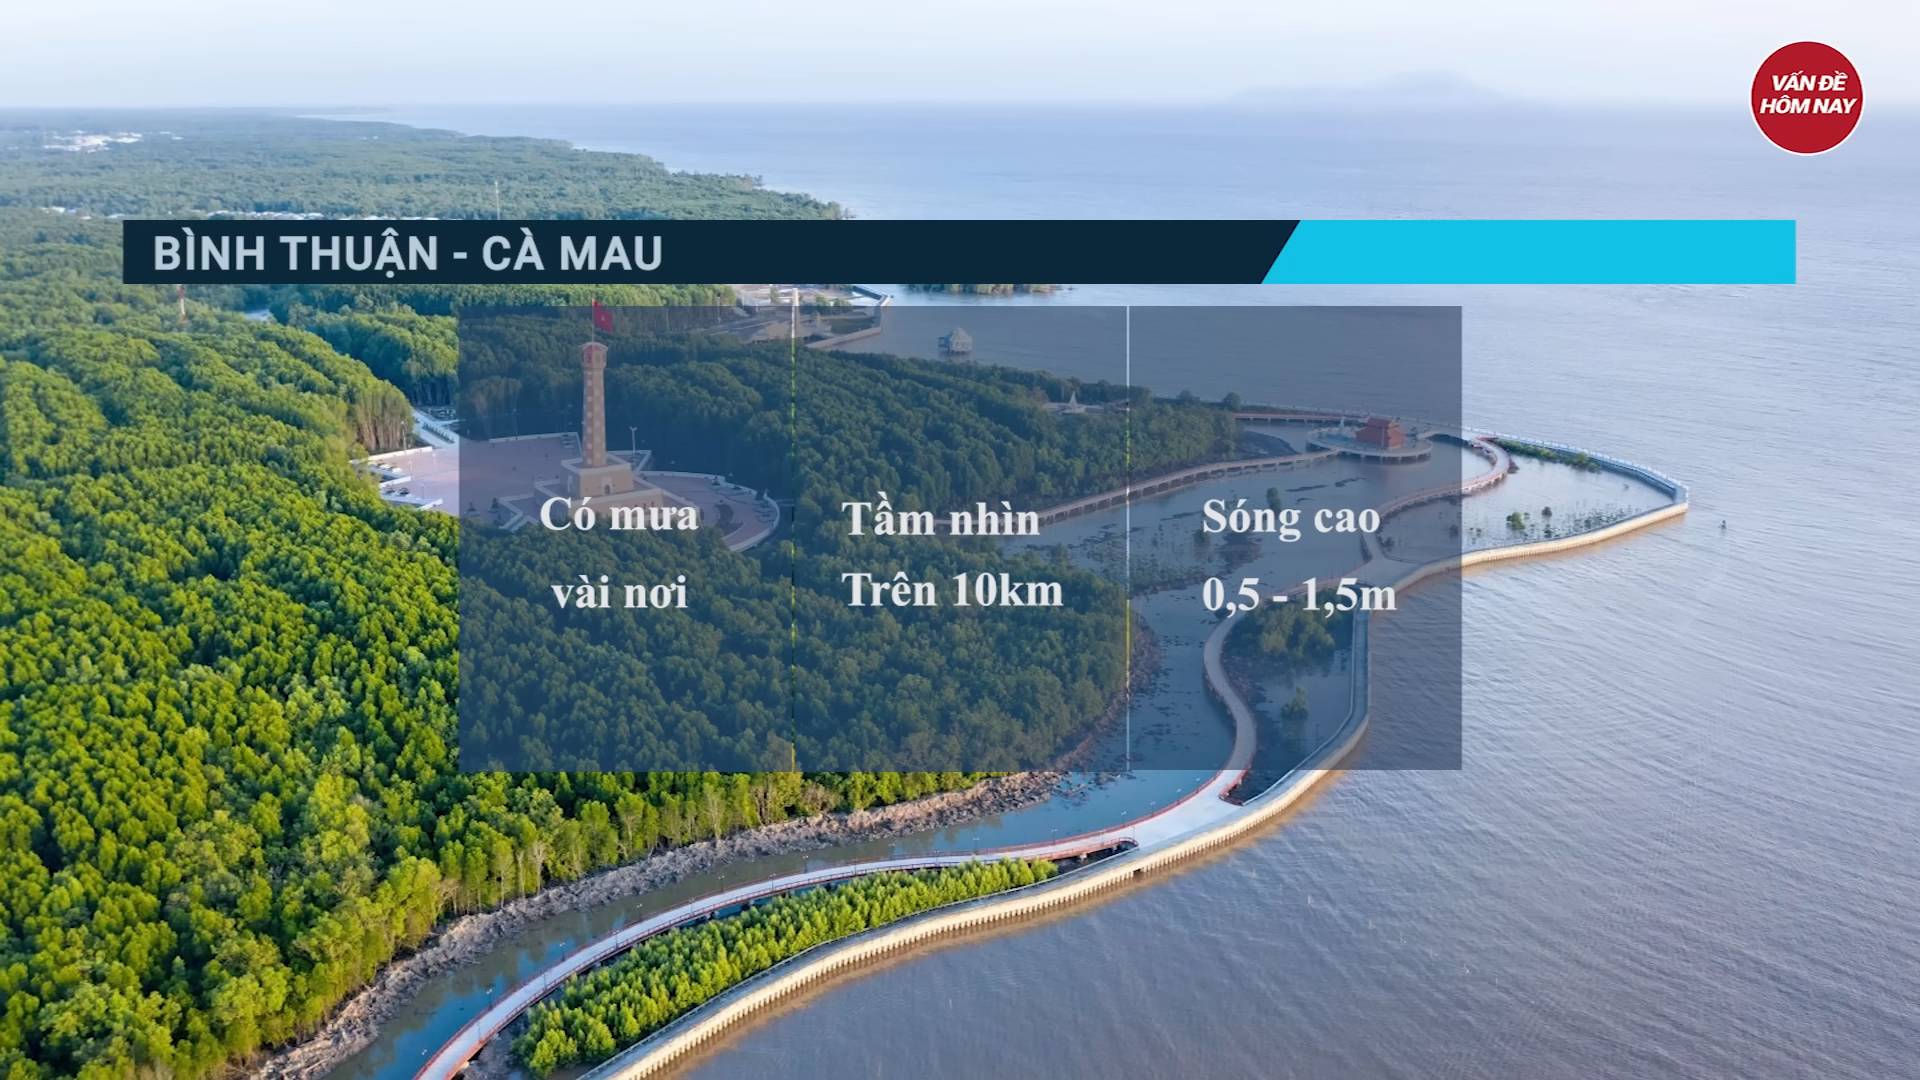 VẤN ĐỀ
HÔM NAY
BÌNH THUẬN - CÀ MAU
Có mưa
vài nơi
Tầm nhìn
Trên 10km
Sóng cao
0,5 - 1,5m